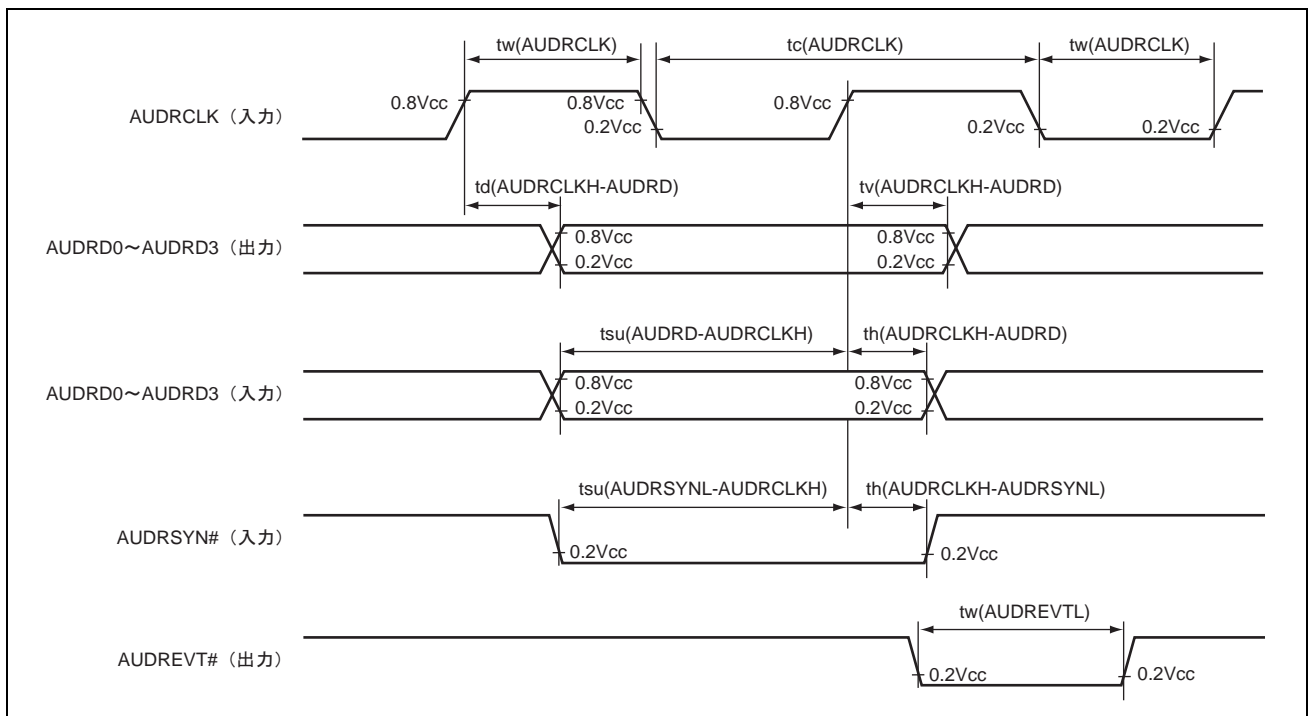 tw(AUDRCLK) tc(AUDRCLK) tw(AUDRCLK)
AUDRCLK（入力） 0.8Vcc 0.8Vcc 0.2Vcc 0.8Vcc 0.2Vcc 0.2Vcc
td(AUDRCLKH-AUDRD) tv(AUDRCLKH-AUDRD)
AUDRD0～AUDRD3（出力） 0.8Vcc 0.2Vcc 0.8Vcc 0.2Vcc
tsu(AUDRD-AUDRCLKH) th(AUDRCLKH-AUDRD)
AUDRD0～AUDRD3（入力） 0.8Vcc 0.2Vcc 0.8Vcc 0.2Vcc
tsu(AUDRSYNL-AUDRCLKH) th(AUDRCLKH-AUDRSYNL)
AUDRSYN#（入力） 0.2Vcc 0.2Vcc
tw(AUDREVTL)
AUDREVT#（出力） 0.2Vcc 0.2Vcc